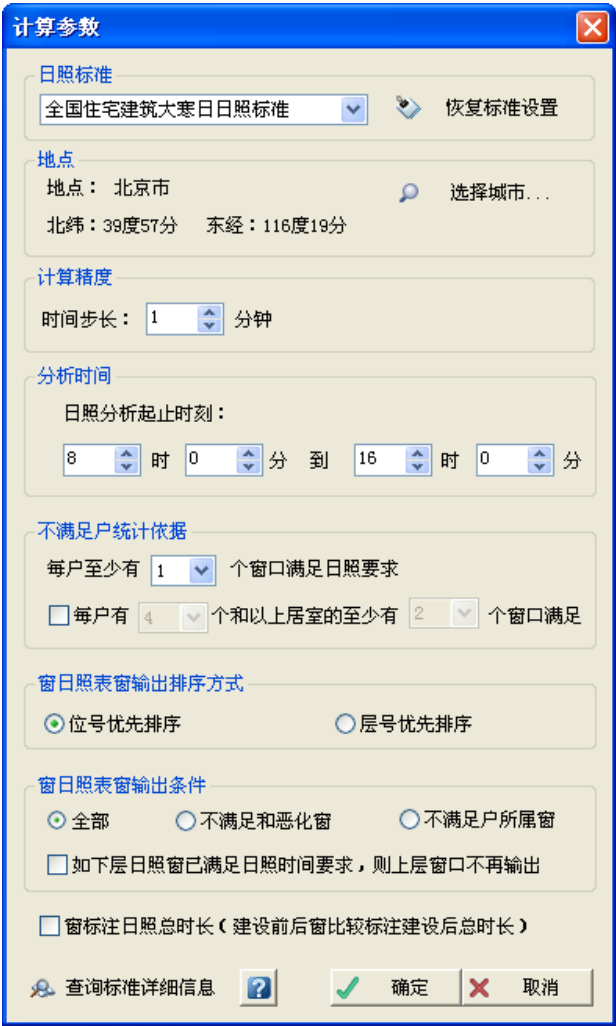 计算参数
日照标准
全国住宅建筑大寒日日照标准 恢复标准设置
地点
地点： 北京市 选择城市...
北纬：39度57分 东经：116度19分
计算精度
时间步长： 1 分钟
分析时间
日照分析起止时刻：
8 时 0 分 到 16 时 0 分
不满足户统计依据
每户至少有 1 个窗口满足日照要求
每户有 4 个和以上居室的至少有 2 个窗口满足
窗日照表窗输出排序方式
位号优先排序 层号优先排序
窗日照表窗输出条件
全部 不满足和恶化窗 不满足户所属窗
如下层日照窗已满足日照时间要求，则上层窗口不再输出
窗标注日照总时长（建设前后窗比较标注建设后总时长）
查询标准详细信息 ? 确定 取消